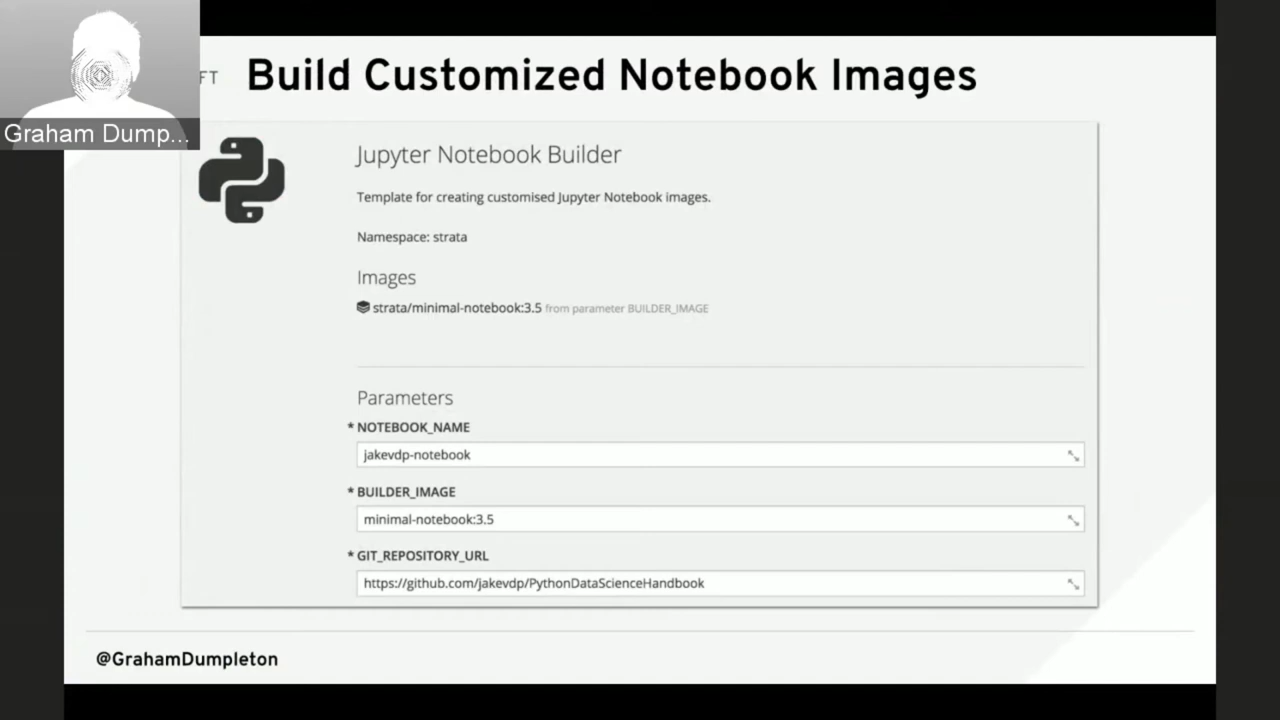 FT
Build Customized Notebook Images
Graham Dump...
Jupyter Notebook Builder
Template for creating customised Jupyter Notebook images.
Namespace: strata
Images
strata/minimal-notebook:3.5 from parameter BUILDER_IMAGE
Parameters
* NOTEBOOK_NAME
jakevdp-notebook
* BUILDER_IMAGE
minimal-notebook:3.5
* GIT_REPOSITORY_URL
https://github.com/jakevdp/PythonDataScienceHandbook
@GrahamDumpleton